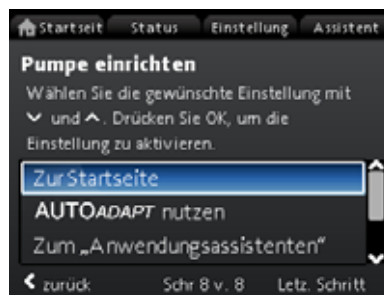 Startseit Status Einstellung Assistent
Pumpe einrichten
Wählen Sie die gewünschte Einstellung mit
⌄ und ⌃. Drücken Sie OK, um die
Einstellung zu aktivieren.
Zur Startseite
AUTOADAPT nutzen
Zum „Anwendungsassistenten“
zurück Schr 8 v. 8 Letz. Schritt